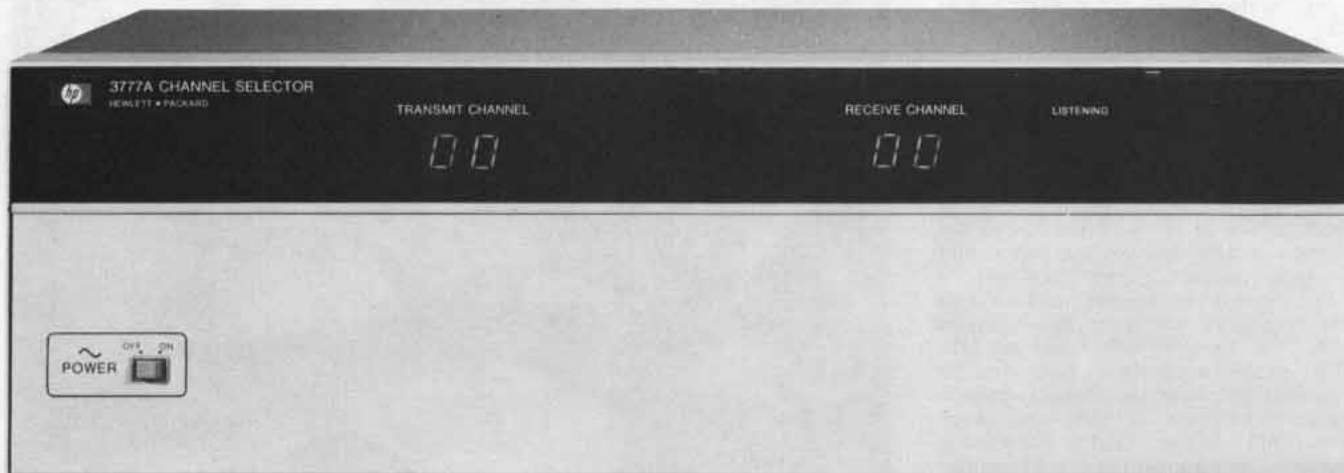 hp 3777A CHANNEL SELECTOR
HEWLETT • PACKARD
TRANSMIT CHANNEL
RECEIVE CHANNEL
LISTENING
00
00
OFF ON
POWER